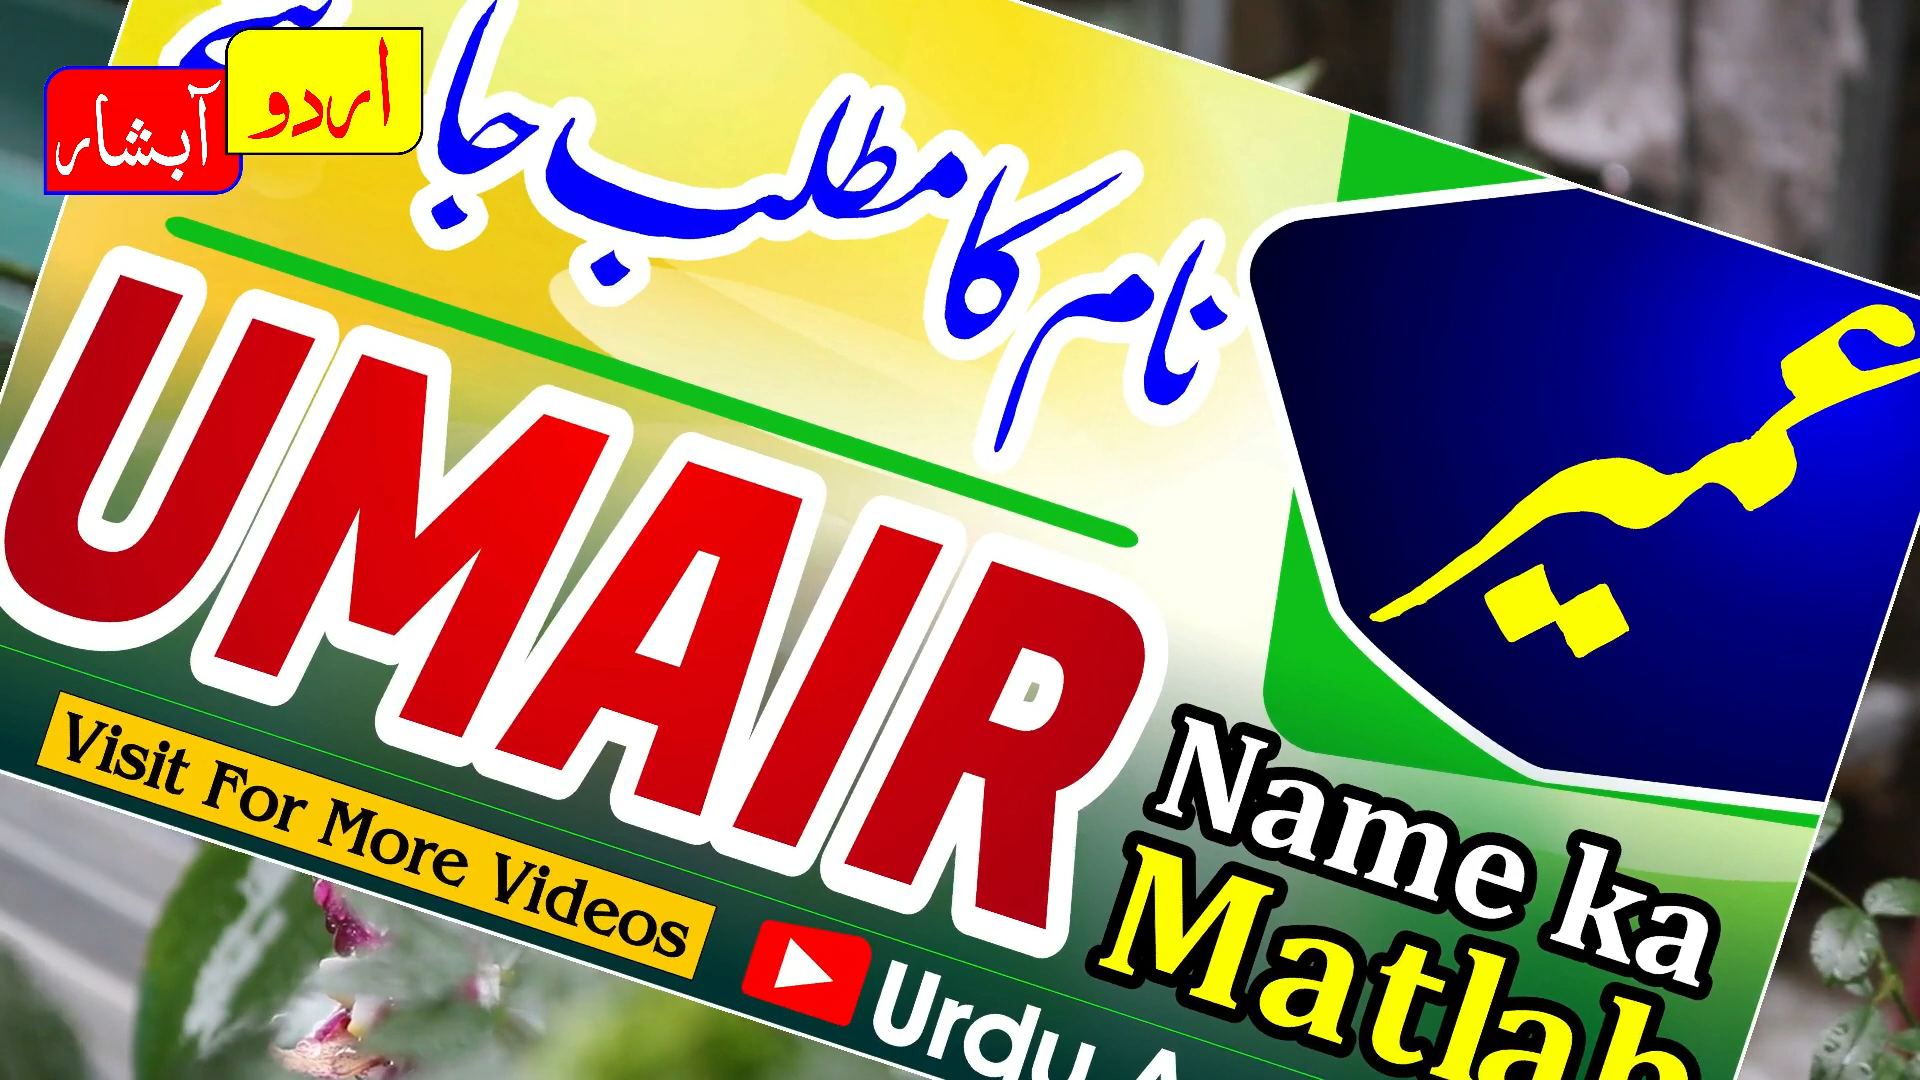 اردو
آبشار
نام کا مطلب جا
عمیر
UMAIR
Name ka
Matlab
Visit For More Videos
Urdu